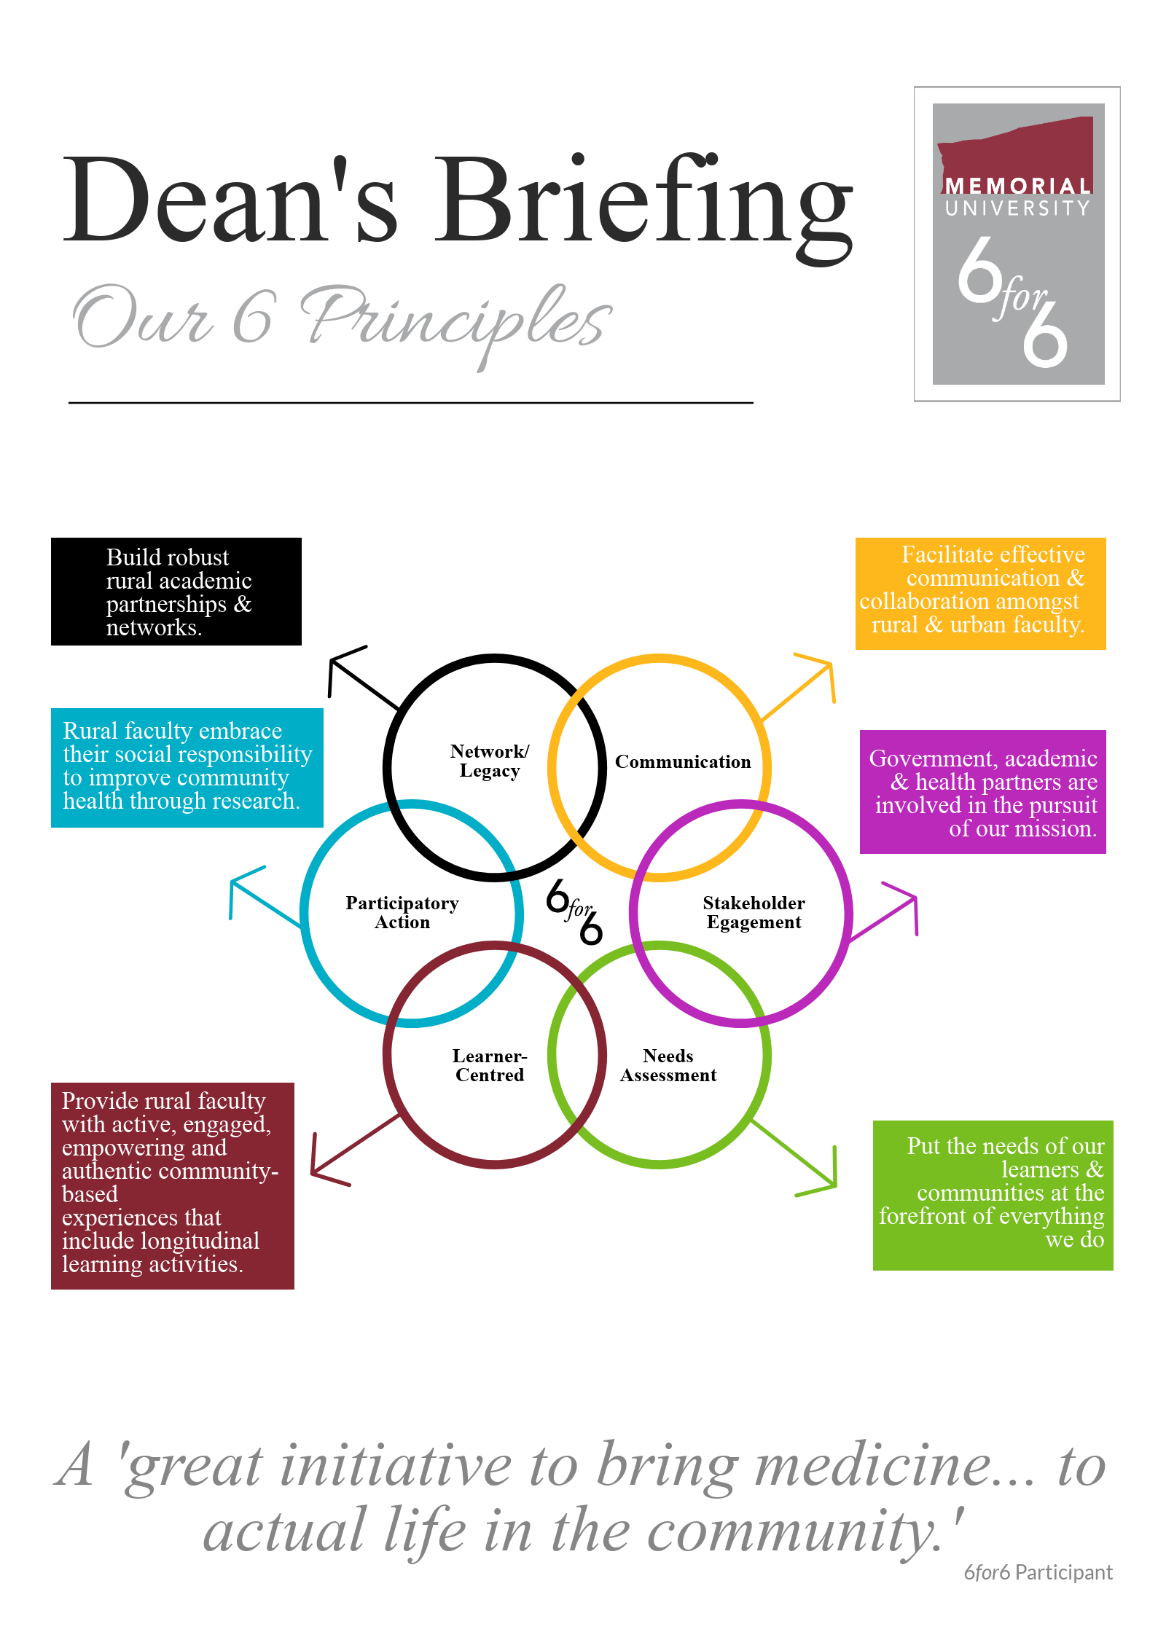 Dean's Briefing
Our 6 Principles
MEMORIAL
UNIVERSITY
6for6
Build robust
rural academic
partnerships &
networks.
Facilitate effective
communication &
collaboration amongst
rural & urban faculty.
Rural faculty embrace
their social responsibility
to improve community
health through research.
Government, academic
& health partners are
involved in the pursuit
of our mission.
Network/
Legacy
Communication
Participatory
Action
6for6
Stakeholder
Egagement
Learner-
Centred
Needs
Assessment
Provide rural faculty
with active, engaged,
empowering and
authentic community-
based
experiences that
include longitudinal
learning activities.
Put the needs of our
learners &
communities at the
forefront of everything
we do
A 'great initiative to bring medicine... to
actual life in the community.'
6for6 Participant